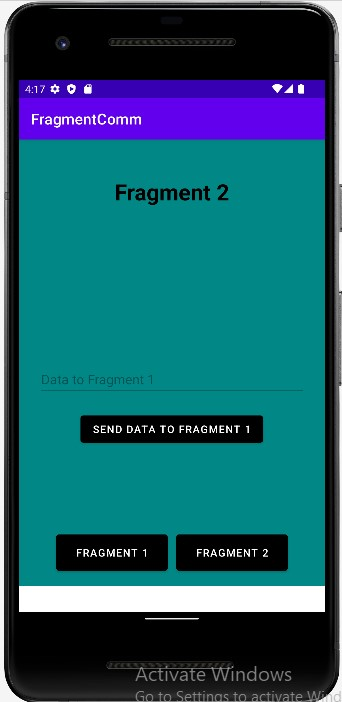 4:17
FragmentComm
Fragment 2
Data to Fragment 1
SEND DATA TO FRAGMENT 1
FRAGMENT 1 FRAGMENT 2
Activate Windows
Go to Settings to activate Wind